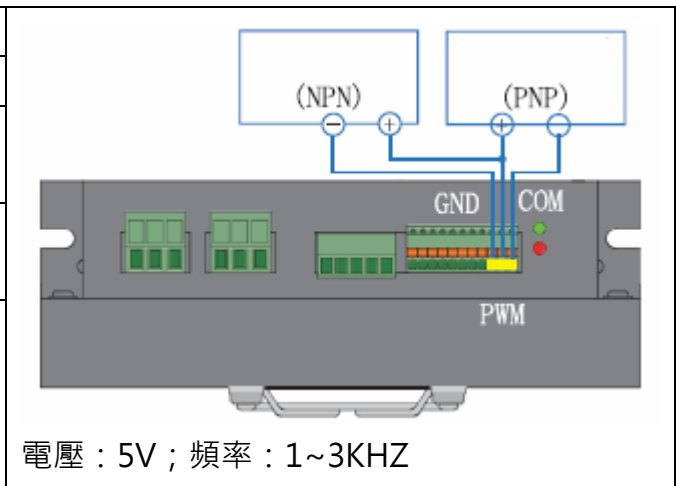 (NPN) (PNP)
− + + −
GND COM
PWM
電壓：5V；頻率：1~3KHZ